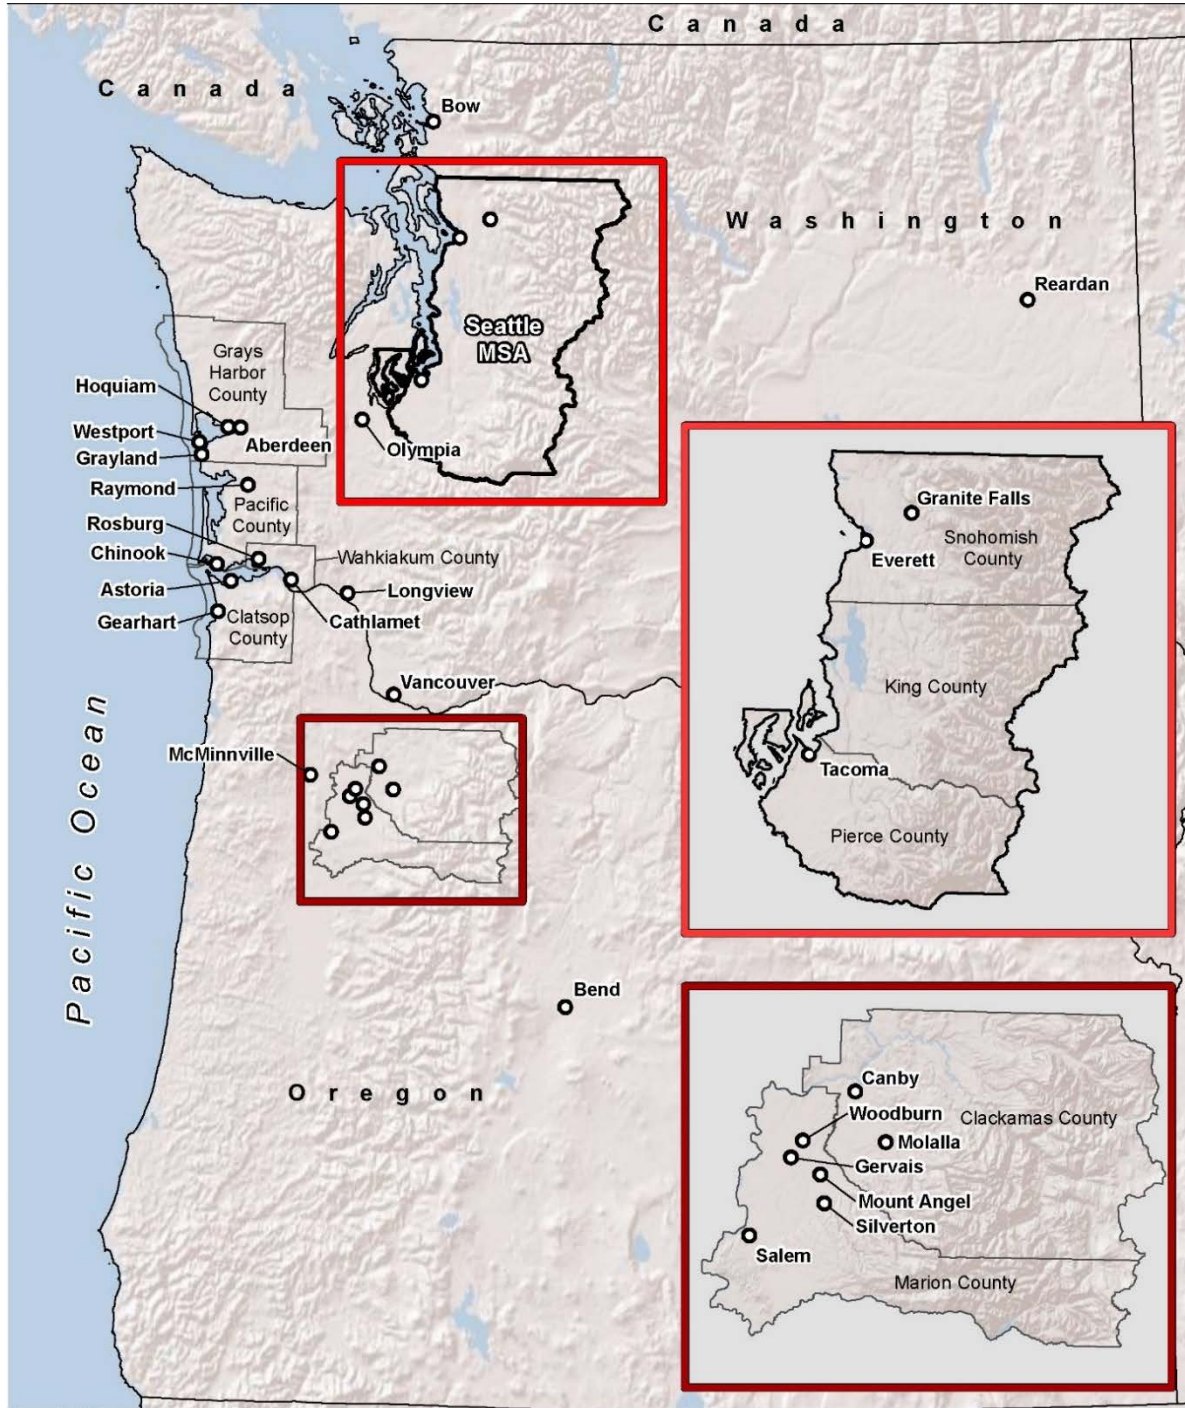 Canada
Canada
Bow
Washington
Reardan
Seattle
MSA
Grays
Harbor
County
Hoquiam
Westport
Aberdeen
Grayland
Olympia
Raymond
Pacific
County
Rosburg
Chinook
Wahkiakum County
Astoria
Longview
Gearhart
Clatsop
County
Cathlamet
Vancouver
McMinnville
Pacific Ocean
Bend
Oregon
Granite Falls
Snohomish
County
Everett
King County
Tacoma
Pierce County
Canby
Woodburn
Clackamas County
Molalla
Gervais
Mount Angel
Silverton
Salem
Marion County